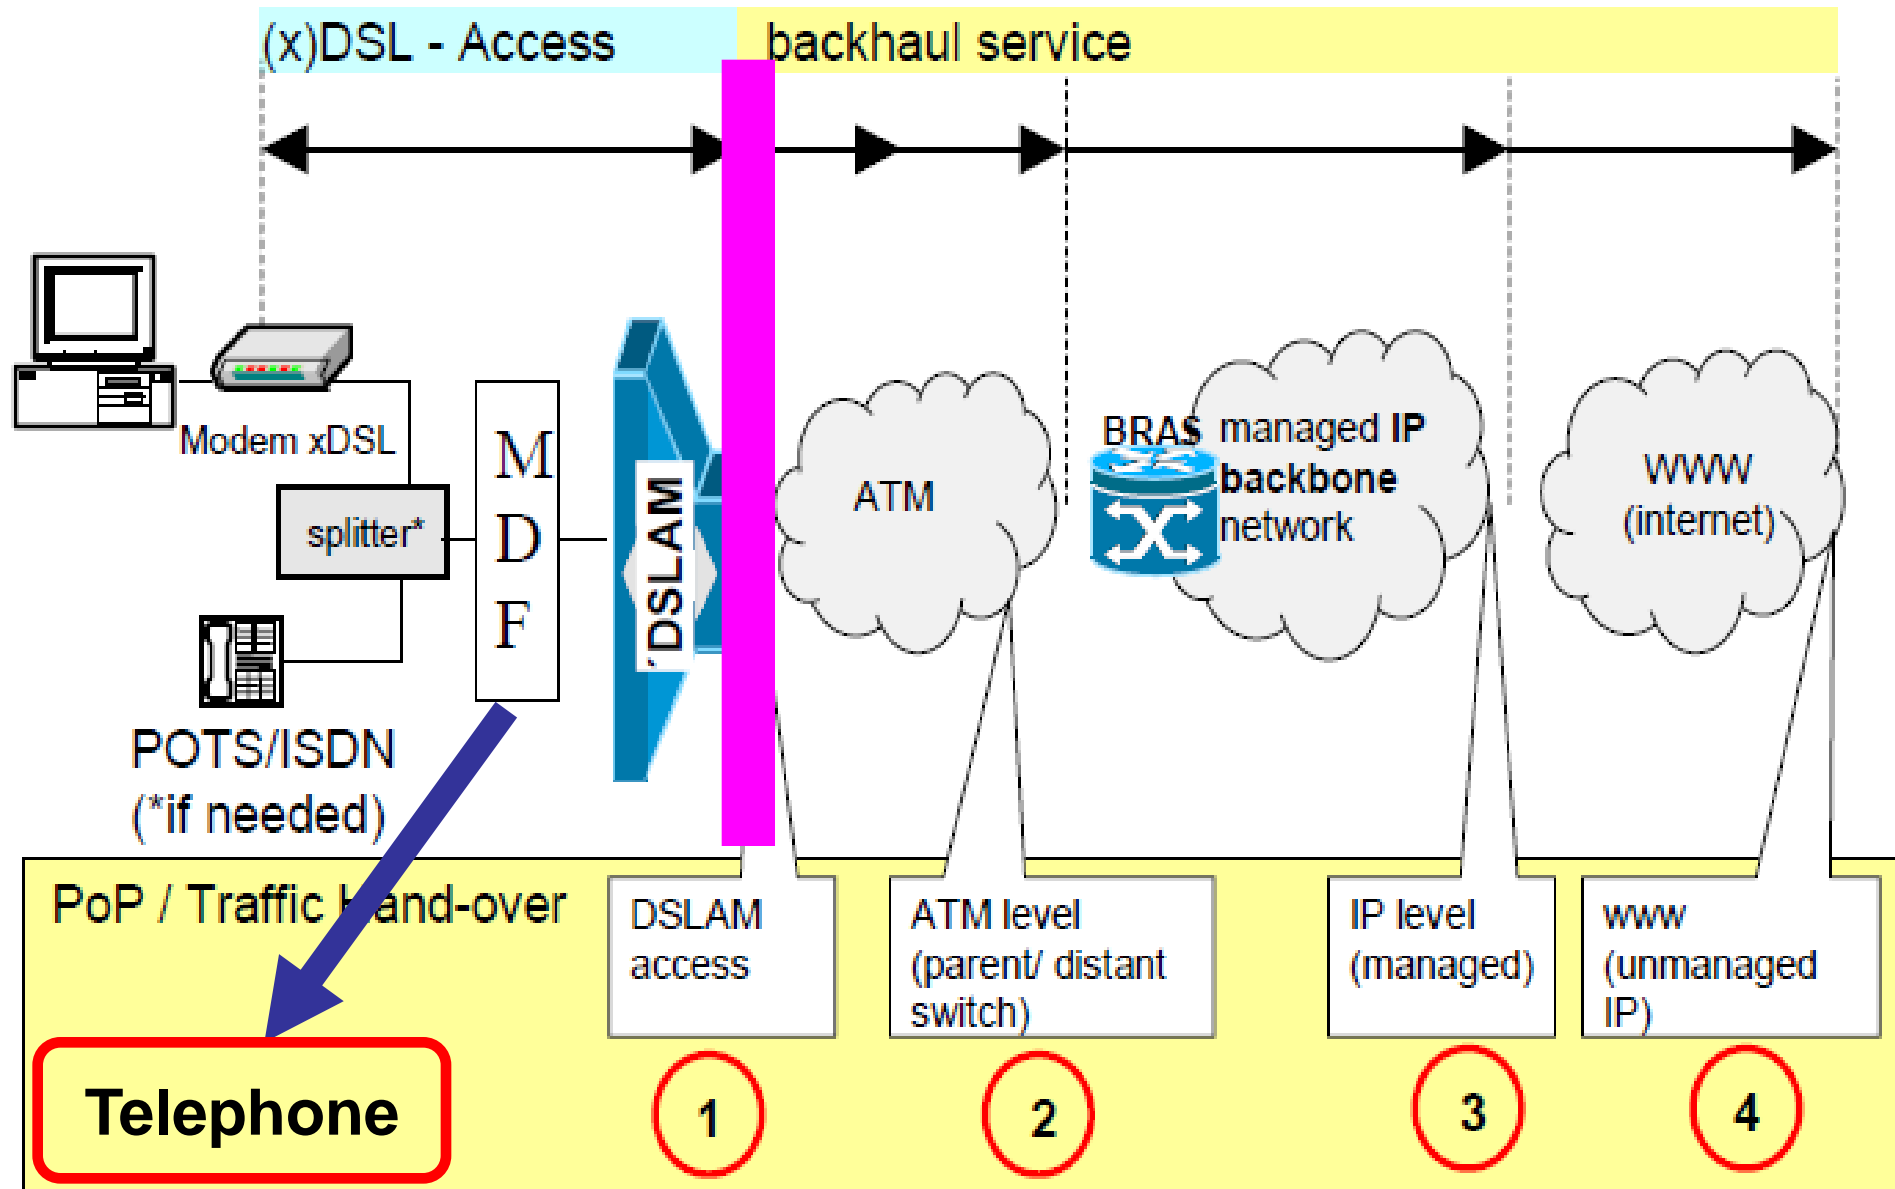 (x)DSL - Access
backhaul service
Modem xDSL
splitter*
M
D
F
´DSLAM
ATM
BRAS
managed IP
backbone
network
WWW
(internet)
POTS/ISDN
(*if needed)
PoP / Traffic Hand-over
DSLAM
access
ATM level
(parent/ distant
switch)
IP level
(managed)
www
(unmanaged
IP)
Telephone
1
2
3
4